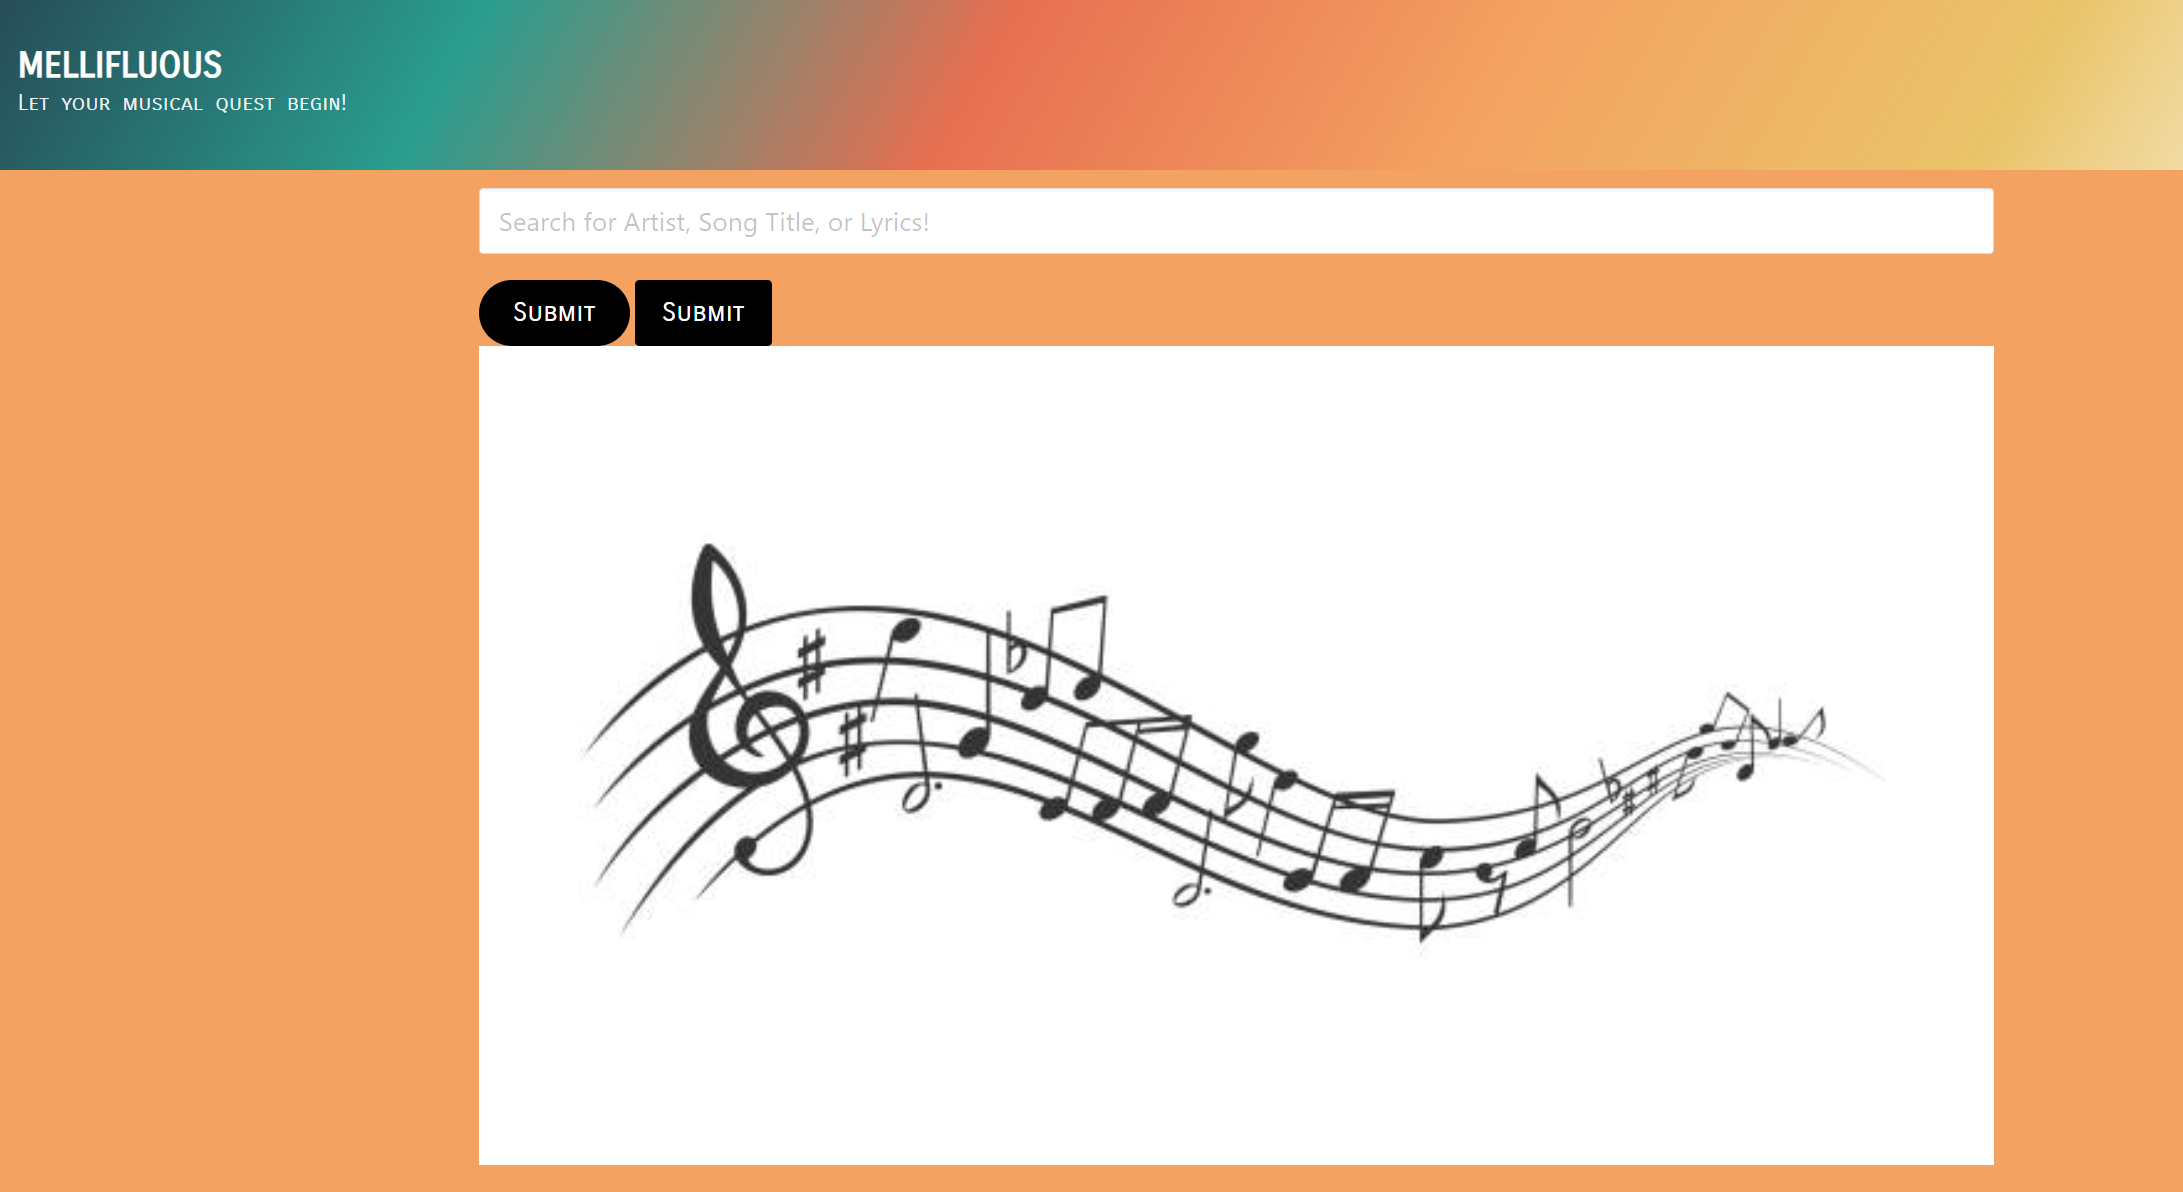 MELLIFLUOUS
Let your musical quest begin!
Search for Artist, Song Title, or Lyrics!
Submit Submit